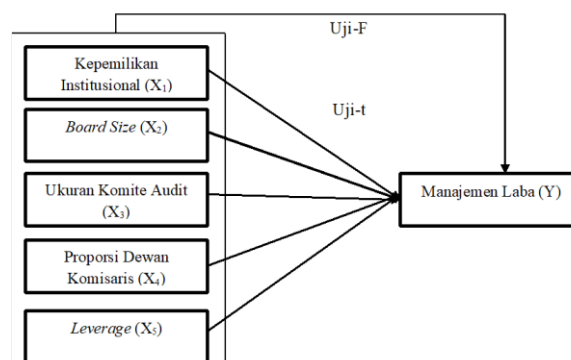 Uji-F
Kepemilikan
Institusional (X₁)
Uji-t
Board Size (X₂)
Ukuran Komite Audit
(X₃)
Manajemen Laba (Y)
Proporsi Dewan
Komisaris (X₄)
Leverage (X₅)